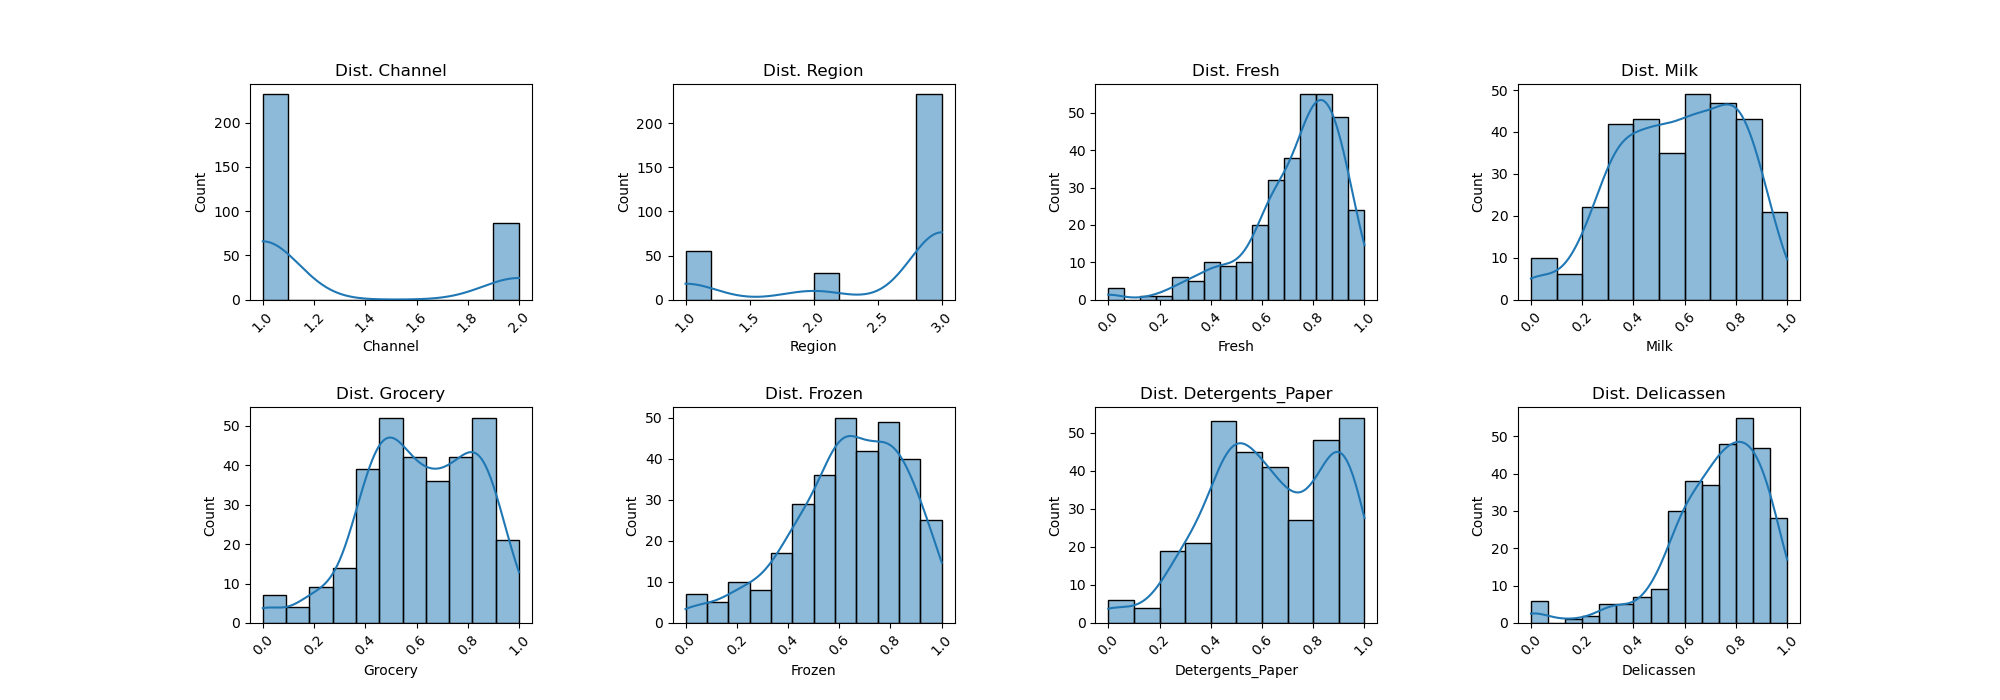 Dist. Channel
Count
200
150
100
50
0
1.0 1.2 1.4 1.6 1.8 2.0
Channel
Dist. Region
Count
200
150
100
50
0
1.0 1.5 2.0 2.5 3.0
Region
Dist. Fresh
Count
50
40
30
20
10
0
0.0 0.2 0.4 0.6 0.8 1.0
Fresh
Dist. Milk
Count
50
40
30
20
10
0
0.0 0.2 0.4 0.6 0.8 1.0
Milk
Dist. Grocery
Count
50
40
30
20
10
0
0.0 0.2 0.4 0.6 0.8 1.0
Grocery
Dist. Frozen
Count
50
40
30
20
10
0
0.0 0.2 0.4 0.6 0.8 1.0
Frozen
Dist. Detergents_Paper
Count
50
40
30
20
10
0
0.0 0.2 0.4 0.6 0.8 1.0
Detergents_Paper
Dist. Delicassen
Count
50
40
30
20
10
0
0.0 0.2 0.4 0.6 0.8 1.0
Delicassen